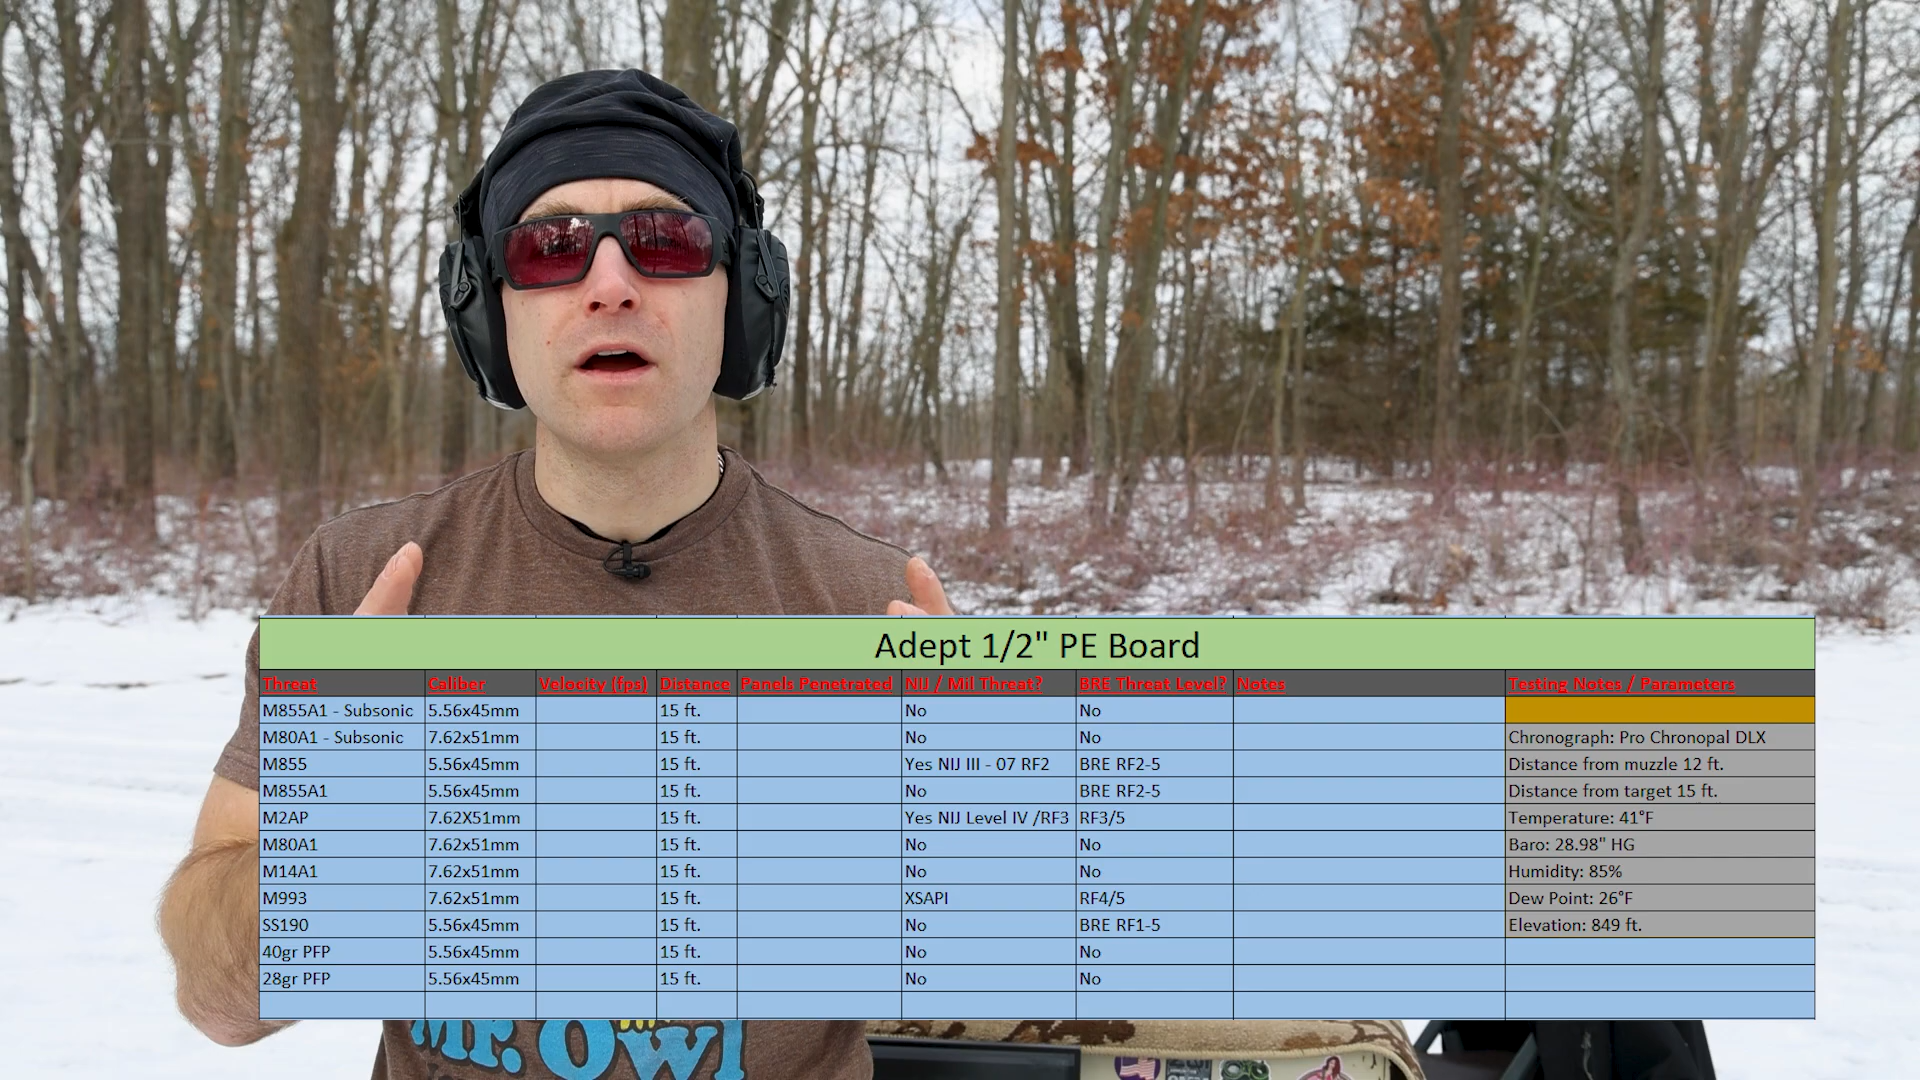 Adept 1/2" PE Board
Threat Caliber Velocity (fps) Distance Panels Penetrated NIJ / Mil Threat? BRE Threat Level? Notes Testing Notes / Parameters
M855A1 - Subsonic 5.56x45mm 15 ft. No No
M80A1 - Subsonic 7.62x51mm 15 ft. No No Chronograph: Pro Chronopal DLX
M855 5.56x45mm 15 ft. Yes NIJ III - 07 RF2 BRE RF2-5 Distance from muzzle 12 ft.
M855A1 5.56x45mm 15 ft. No BRE RF2-5 Distance from target 15 ft.
M2AP 7.62X51mm 15 ft. Yes NIJ Level IV /RF3 RF3/5 Temperature: 41°F
M80A1 7.62x51mm 15 ft. No No Baro: 28.98" HG
M14A1 7.62x51mm 15 ft. No No Humidity: 85%
M993 7.62x51mm 15 ft. XSAPI RF4/5 Dew Point: 26°F
SS190 5.56x45mm 15 ft. No BRE RF1-5 Elevation: 849 ft.
40gr PFP 5.56x45mm 15 ft. No No
28gr PFP 5.56x45mm 15 ft. No No
Mr. Owl